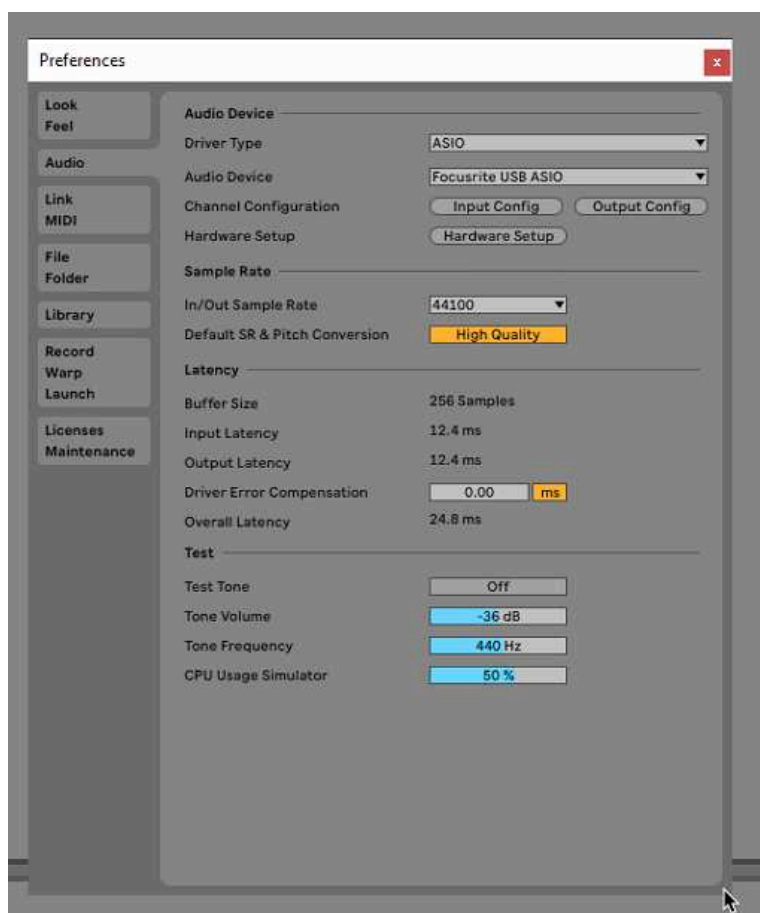 Preferences
x
Look
Feel
Audio
Link
MIDI
File
Folder
Library
Record
Warp
Launch
Licenses
Maintenance
Audio Device
Driver Type ASIO
Audio Device Focusrite USB ASIO
Channel Configuration Input Config Output Config
Hardware Setup Hardware Setup
Sample Rate
In/Out Sample Rate 44100
Default SR & Pitch Conversion High Quality
Latency
Buffer Size 256 Samples
Input Latency 12.4 ms
Output Latency 12.4 ms
Driver Error Compensation 0.00 ms
Overall Latency 24.8 ms
Test
Test Tone Off
Tone Volume -36 dB
Tone Frequency 440 Hz
CPU Usage Simulator 50 %